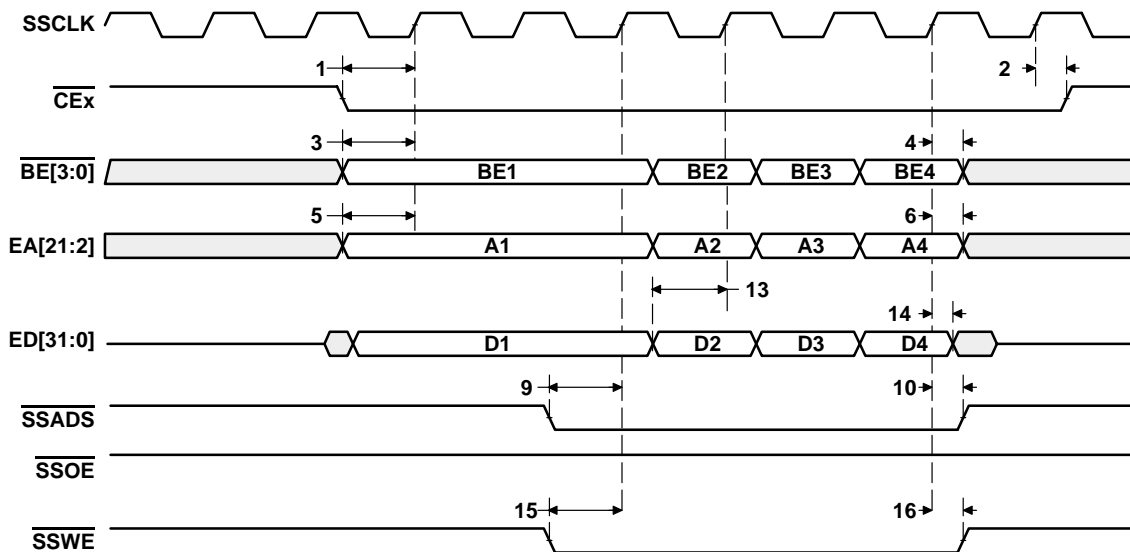 SSCLK
1
2
CEx
3
4
BE[3:0]
BE1
BE2
BE3
BE4
5
6
EA[21:2]
A1
A2
A3
A4
13
14
ED[31:0]
D1
D2
D3
D4
9
10
SSADS
SSOE
15
16
SSWE